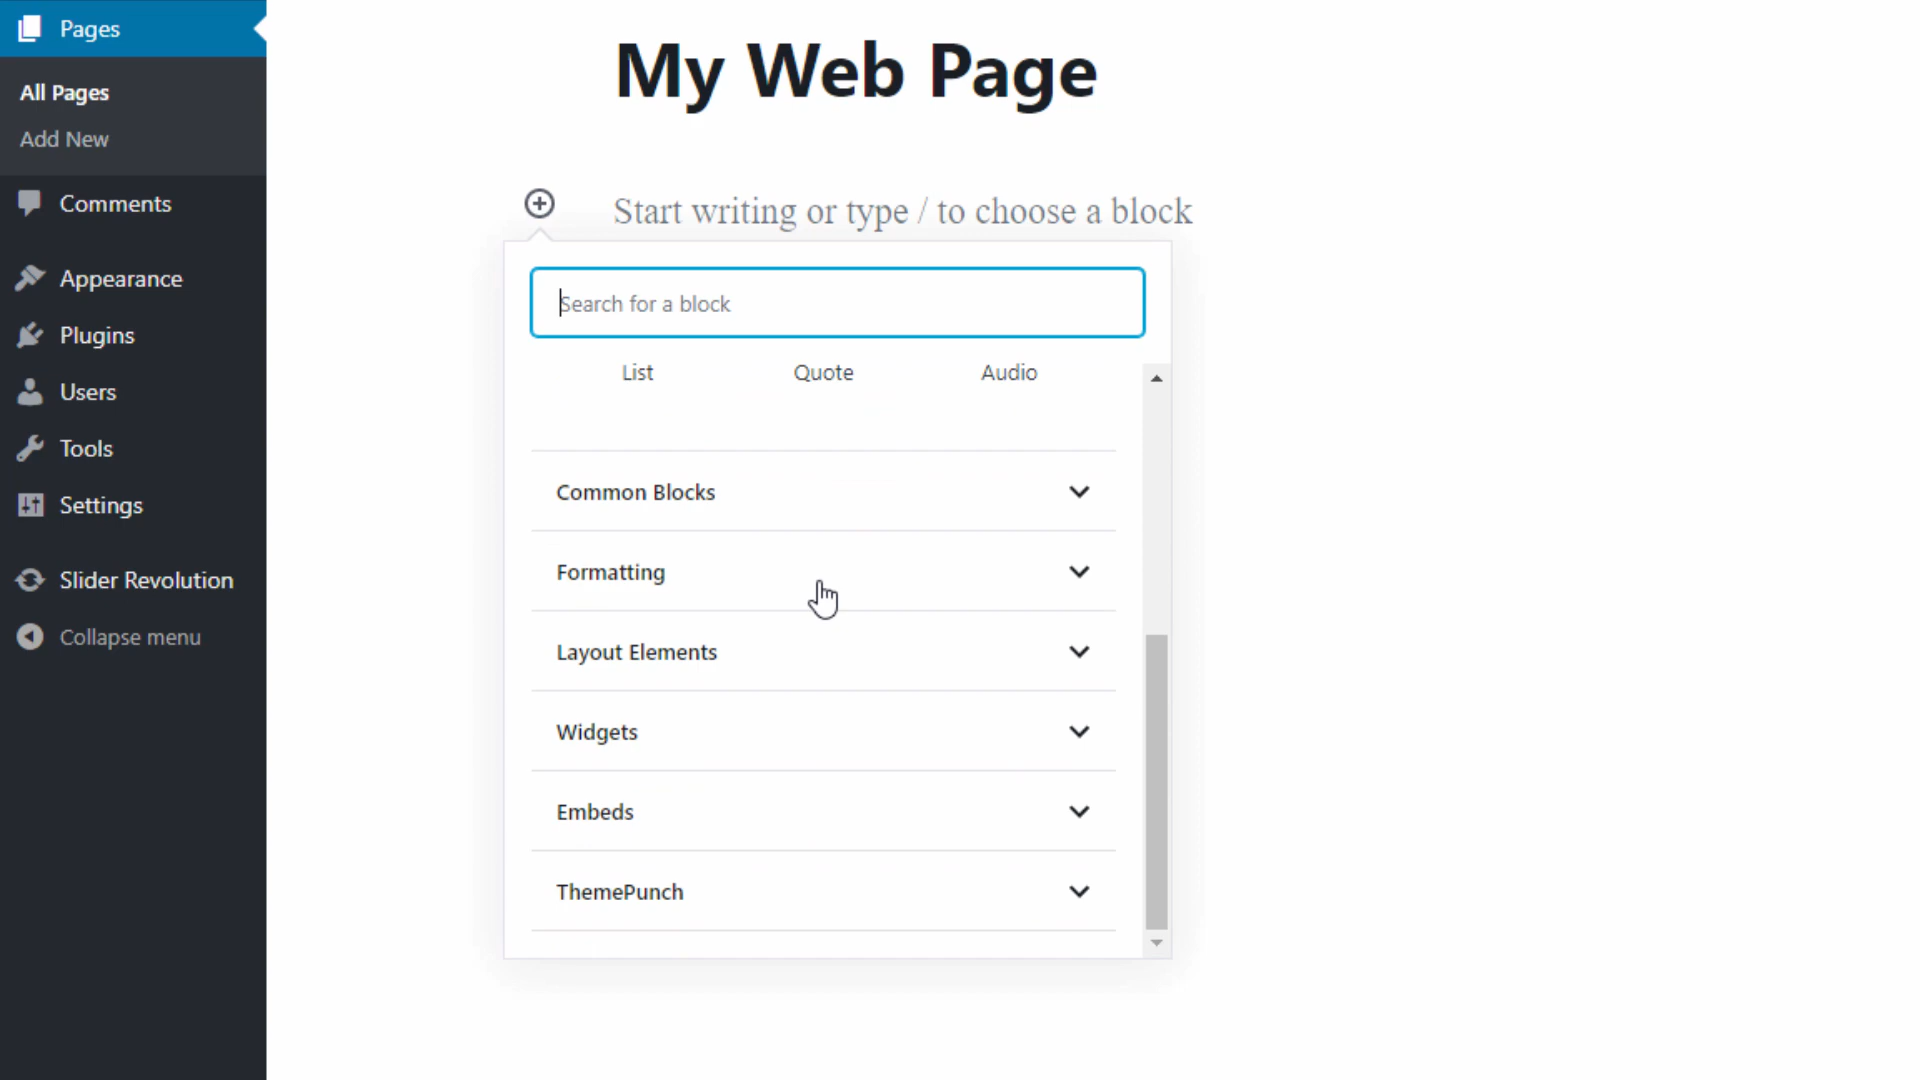 Pages
All Pages
Add New
Comments
Appearance
Plugins
Users
Tools
Settings
Slider Revolution
Collapse menu
My Web Page
Start writing or type / to choose a block
Search for a block
List Quote Audio
Common Blocks
Formatting
Layout Elements
Widgets
Embeds
ThemePunch